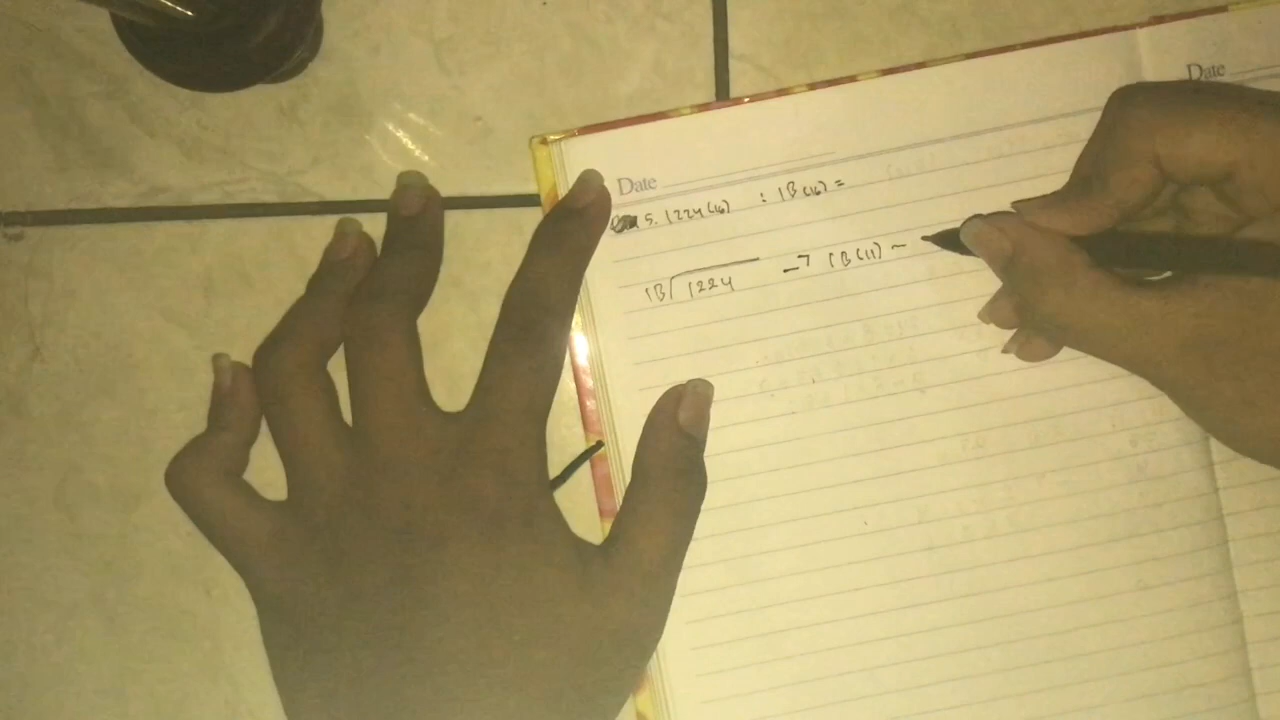 Date
Date
5. 1224(16) : 1B(16) =
1B 1224 → 1B(11) ~